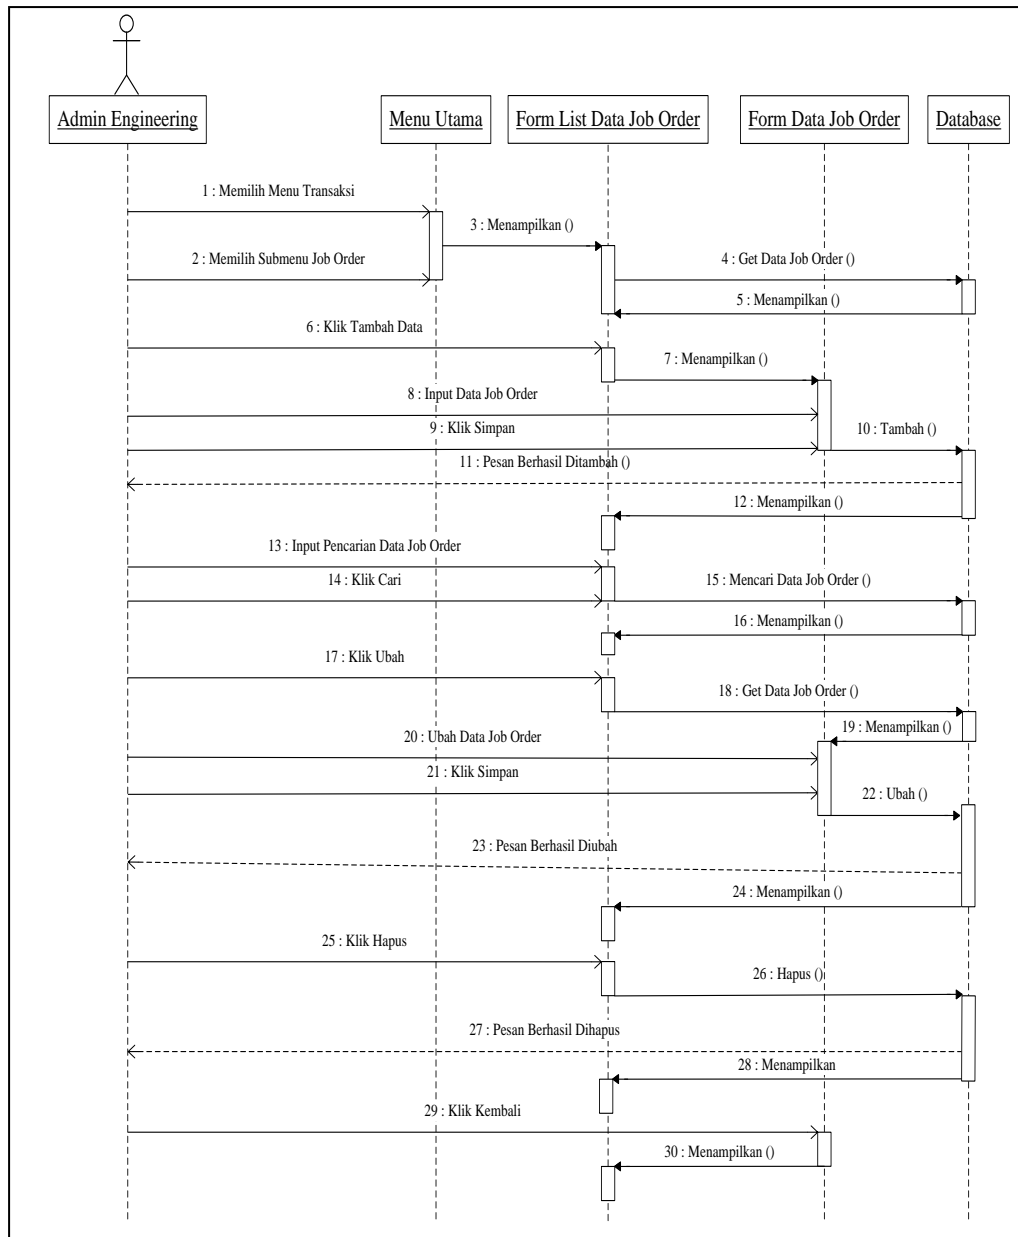 Admin Engineering
Menu Utama
Form List Data Job Order
Form Data Job Order
Database
1 : Memilih Menu Transaksi
3 : Menampilkan ()
2 : Memilih Submenu Job Order
4 : Get Data Job Order ()
5 : Menampilkan ()
6 : Klik Tambah Data
7 : Menampilkan ()
8 : Input Data Job Order
9 : Klik Simpan
10 : Tambah ()
11 : Pesan Berhasil Ditambah ()
12 : Menampilkan ()
13 : Input Pencarian Data Job Order
14 : Klik Cari
15 : Mencari Data Job Order ()
16 : Menampilkan ()
17 : Klik Ubah
18 : Get Data Job Order ()
19 : Menampilkan ()
20 : Ubah Data Job Order
21 : Klik Simpan
22 : Ubah ()
23 : Pesan Berhasil Diubah
24 : Menampilkan ()
25 : Klik Hapus
26 : Hapus ()
27 : Pesan Berhasil Dihapus
28 : Menampilkan
29 : Klik Kembali
30 : Menampilkan ()